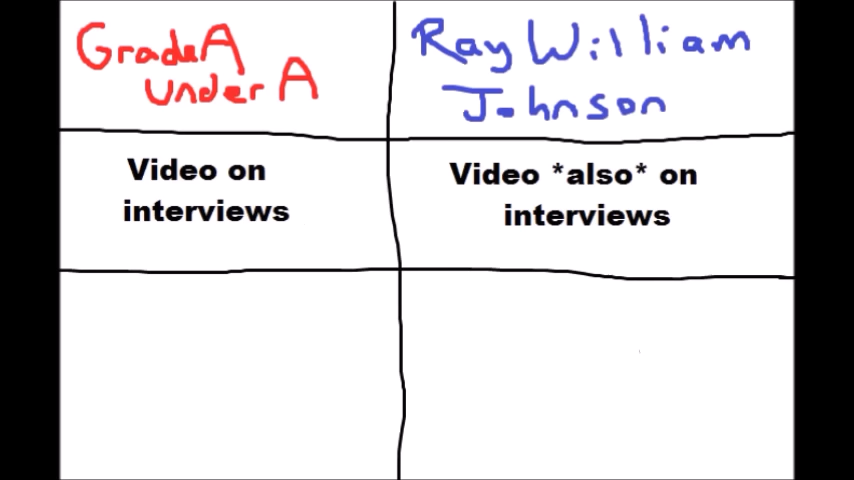 GradeA
Under A
Ray William
Johnson
Video on
interviews
Video *also* on
interviews